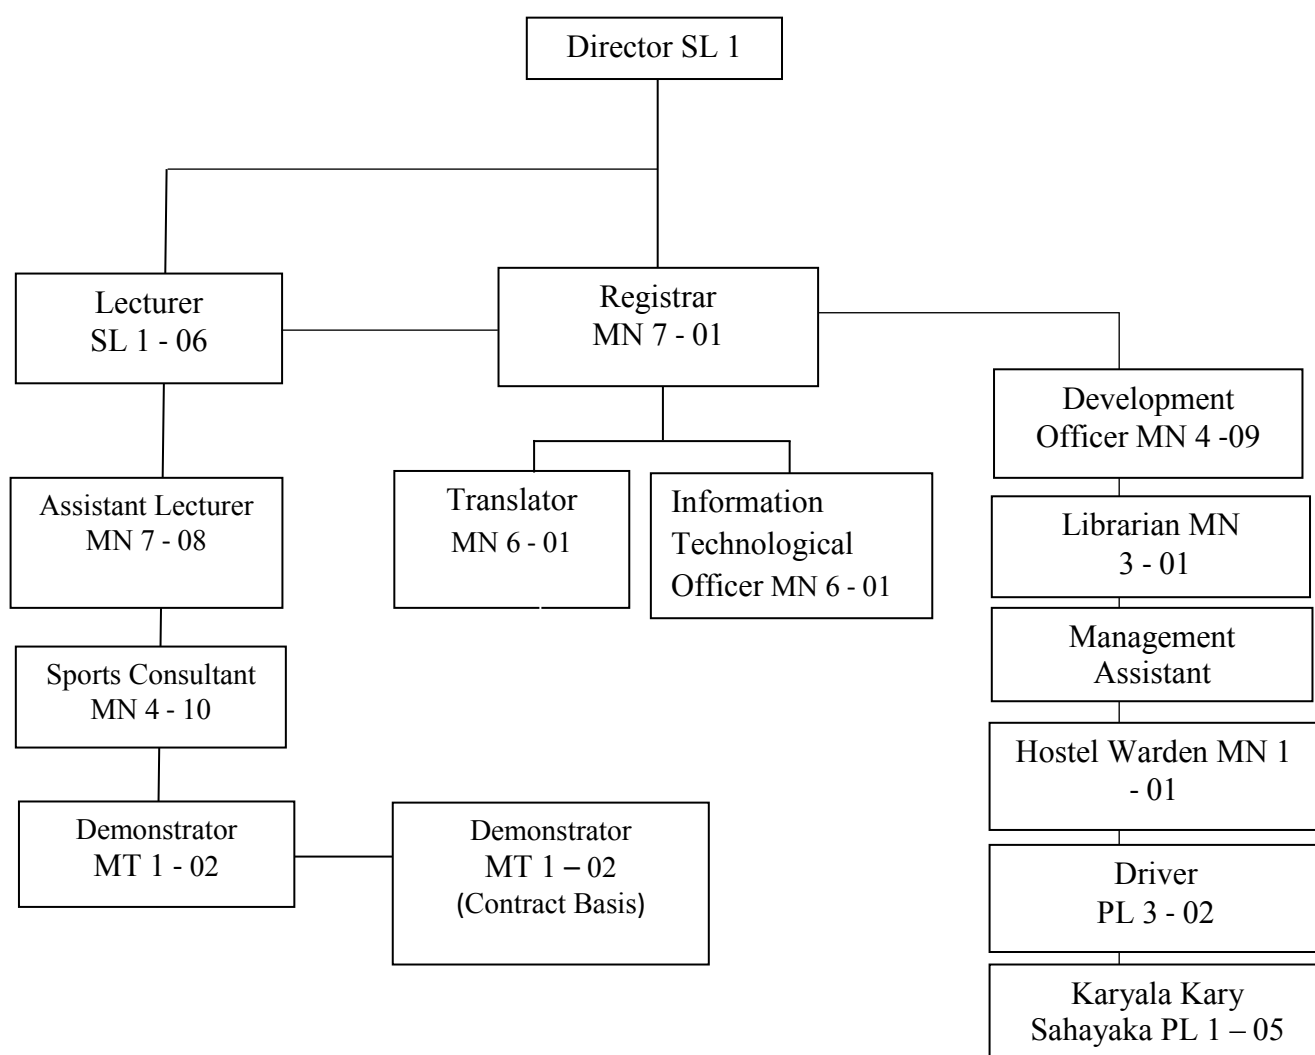 Director SL 1
Lecturer
SL 1 - 06
Registrar
MN 7 - 01
Development
Officer MN 4 -09
Assistant Lecturer
MN 7 - 08
Translator
MN 6 - 01
Information
Technological
Officer MN 6 - 01
Librarian MN
3 - 01
Management
Assistant
Sports Consultant
MN 4 - 10
Hostel Warden MN 1
- 01
Demonstrator
MT 1 - 02
Demonstrator
MT 1 – 02
(Contract Basis)
Driver
PL 3 - 02
Karyala Kary
Sahayaka PL 1 – 05